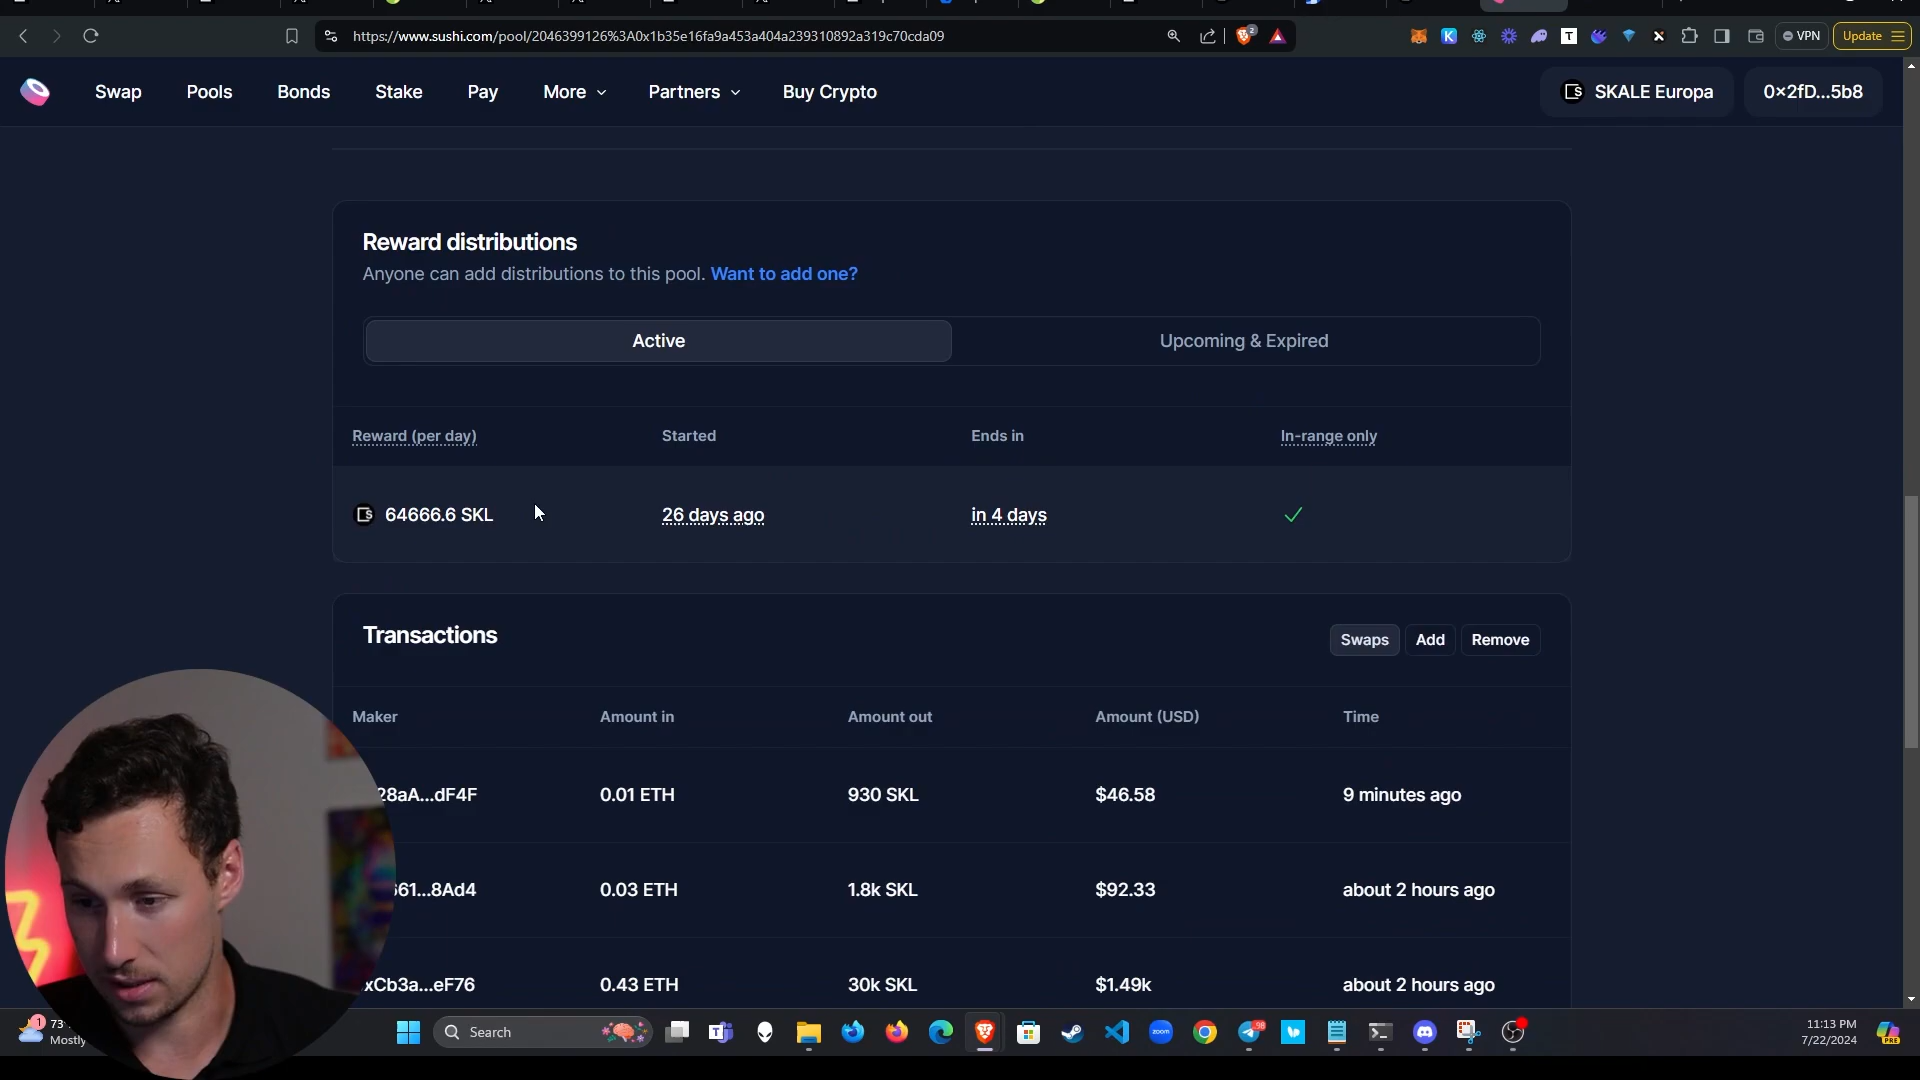 https://www.sushi.com/pool/2046399126%3A0x1b35e16fa9a453a404a239310892a319c70cda09
2
K
T
VPN
Update
Swap
Pools
Bonds
Stake
Pay
More
Partners
Buy Crypto
SKALE Europa
0x2fD...5b8
Reward distributions
Anyone can add distributions to this pool. Want to add one?
Active
Upcoming & Expired
Reward (per day)
Started
Ends in
In-range only
64666.6 SKL
26 days ago
in 4 days
Transactions
Swaps
Add
Remove
Maker
Amount in
Amount out
Amount (USD)
Time
28aA...dF4F
0.01 ETH
930 SKL
$46.58
9 minutes ago
661...8Ad4
0.03 ETH
1.8k SKL
$92.33
about 2 hours ago
xCb3a...eF76
0.43 ETH
30k SKL
$1.49k
about 2 hours ago
1
73°
Mostly
Search
zoom
98
11:13 PM
7/22/2024
PRE